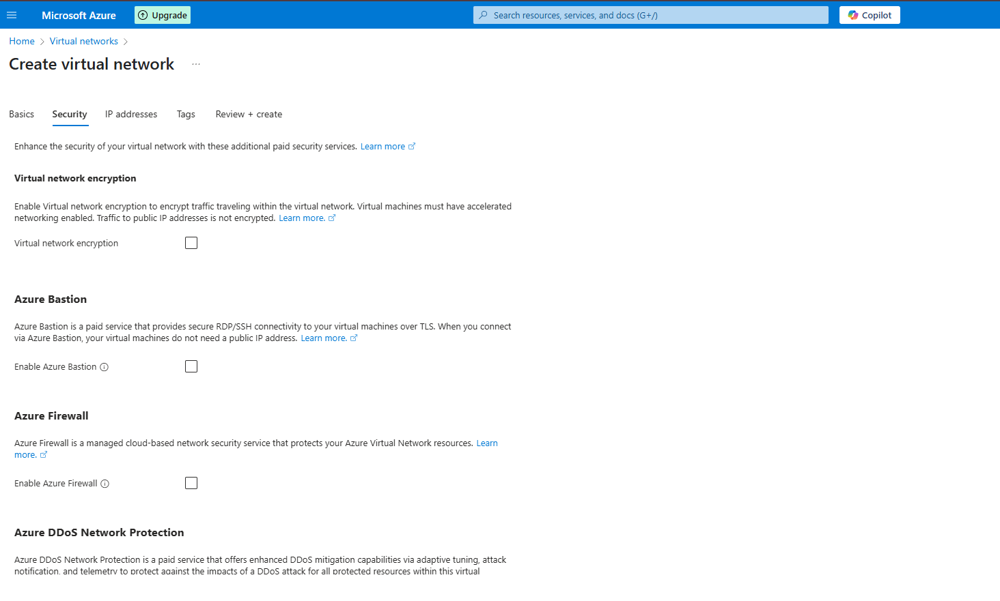 Microsoft Azure
Upgrade
Search resources, services, and docs (G+/)
Copilot
Home
Virtual networks
Create virtual network
...
Basics
Security
IP addresses
Tags
Review + create
Enhance the security of your virtual network with these additional paid security services. Learn more
Virtual network encryption
Enable Virtual network encryption to encrypt traffic traveling within the virtual network. Virtual machines must have accelerated
networking enabled. Traffic to public IP addresses is not encrypted. Learn more.
Virtual network encryption
Azure Bastion
Azure Bastion is a paid service that provides secure RDP/SSH connectivity to your virtual machines over TLS. When you connect
via Azure Bastion, your virtual machines do not need a public IP address. Learn more.
Enable Azure Bastion
Azure Firewall
Azure Firewall is a managed cloud-based network security service that protects your Azure Virtual Network resources. Learn
more.
Enable Azure Firewall
Azure DDoS Network Protection
Azure DDoS Network Protection is a paid service that offers enhanced DDoS mitigation capabilities via adaptive tuning, attack
notification, and telemetry to protect against the impacts of a DDoS attack for all protected resources within this virtual